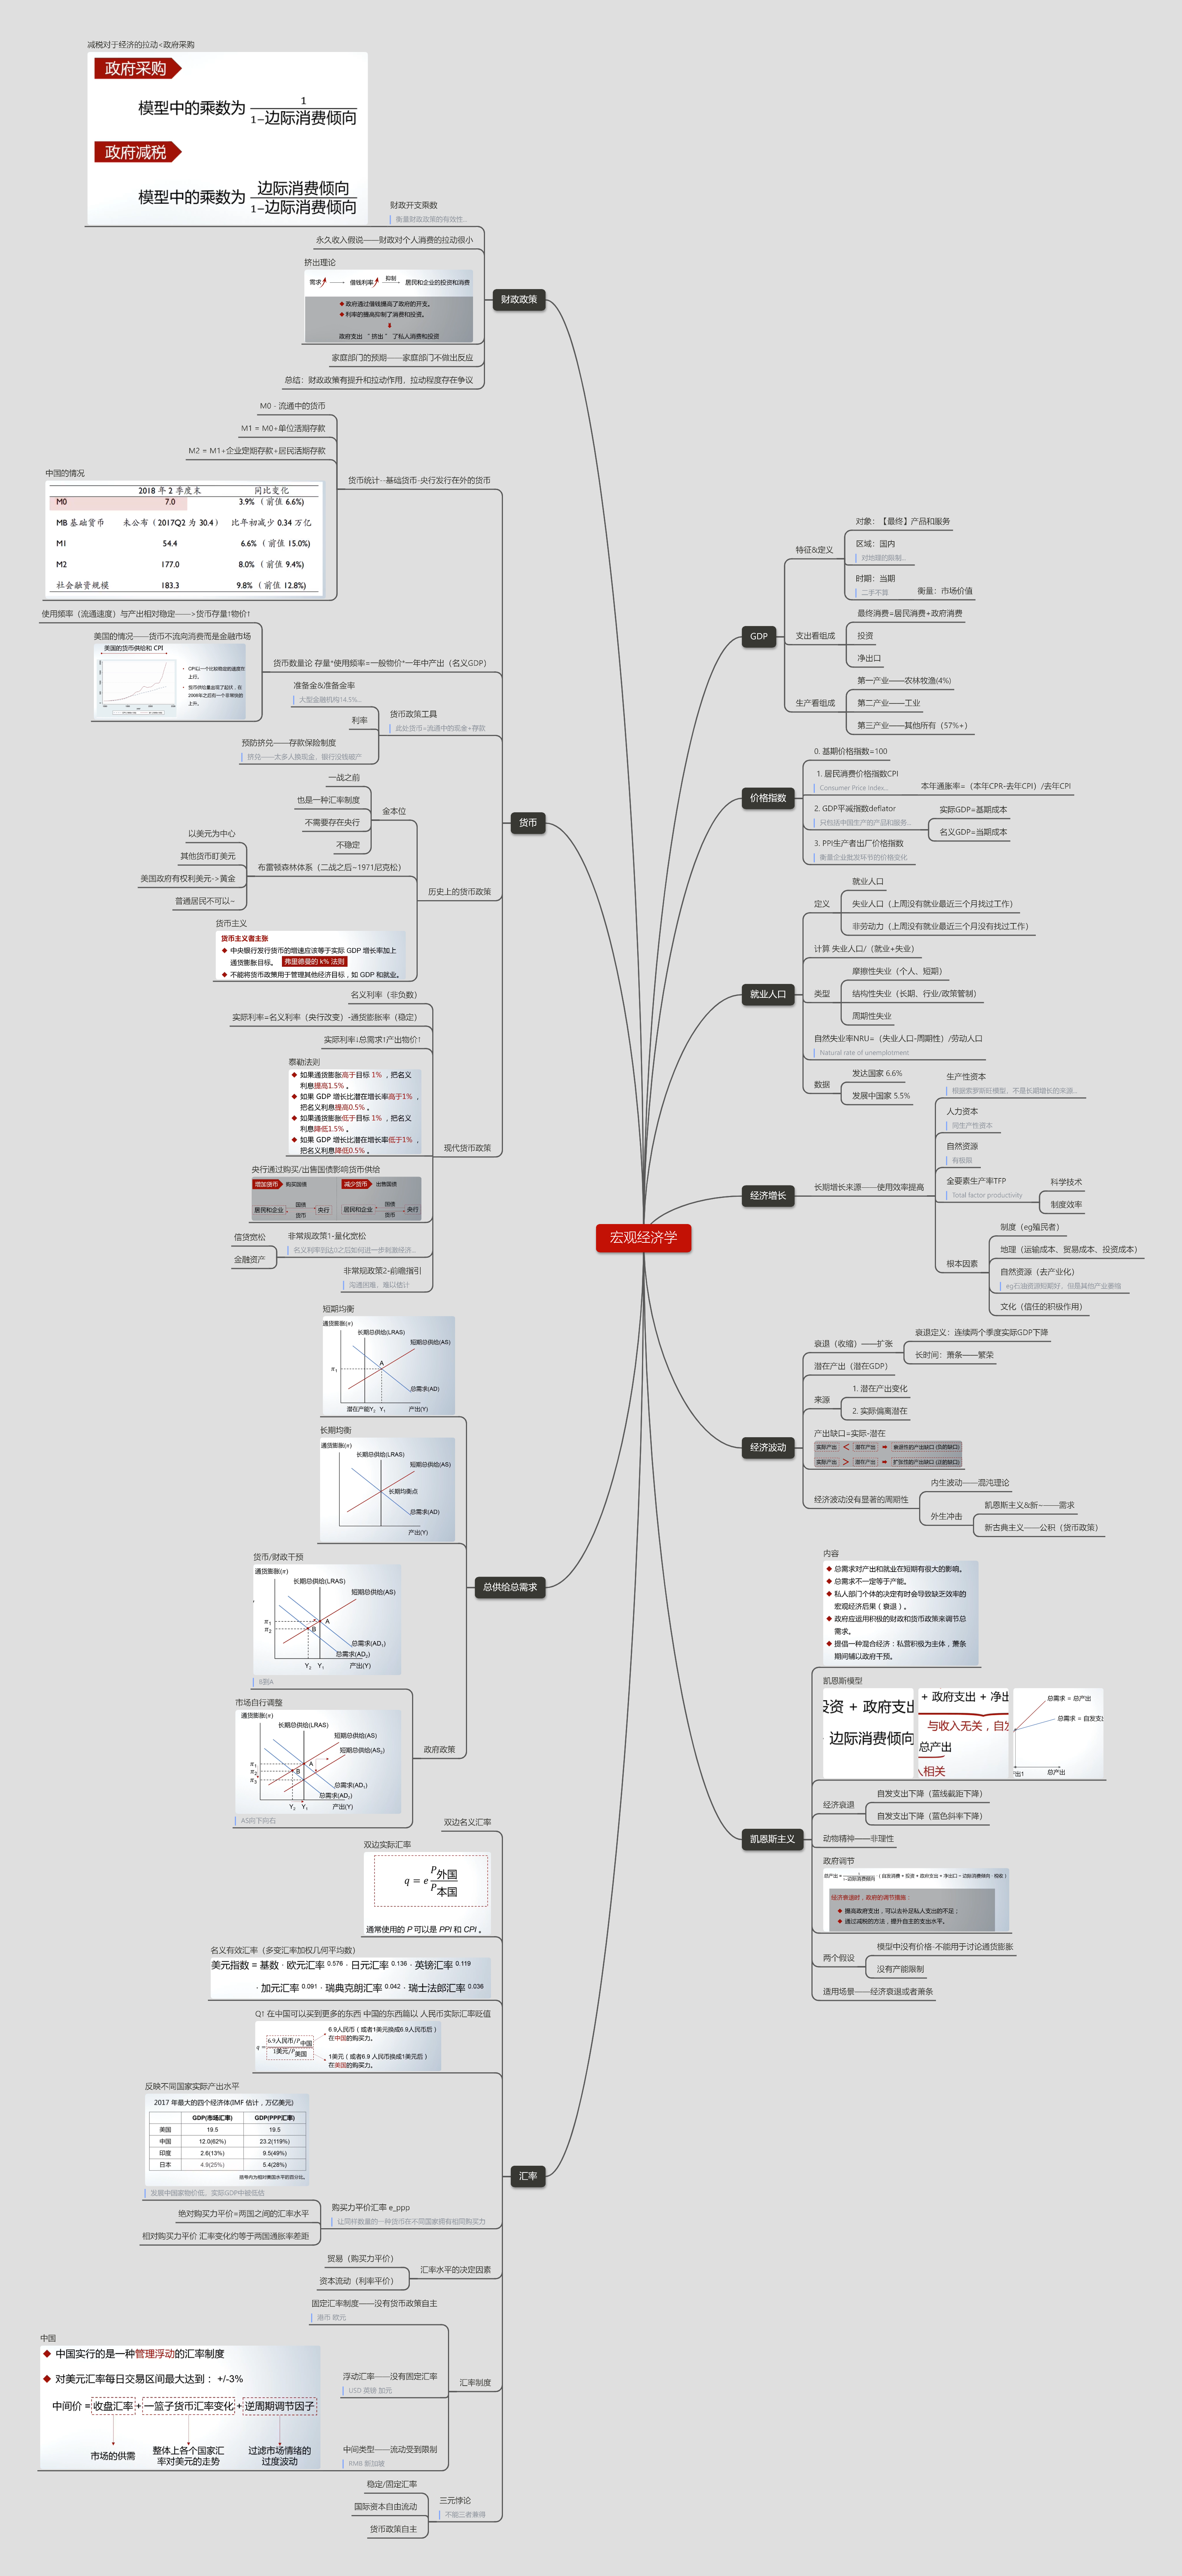 宏观经济学
财政政策
减税对于经济的拉动<政府采购
政府采购
模型中的乘数为 1
1−边际消费倾向
政府减税
模型中的乘数为 边际消费倾向
1−边际消费倾向
财政开支乘数
衡量财政政策的有效性...
永久收入假说——财政对个人消费的拉动很小
挤出理论
需求 借钱利率 抑制 居民和企业的投资和消费
政府通过借钱提高了政府的开支。
利率的提高抑制了消费和投资。
政府支出 “ 挤出 ” 了私人消费和投资
家庭部门的预期——家庭部门不做出反应
总结：财政政策有提升和拉动作用，拉动程度存在争议
货币
M0 - 流通中的货币
M1 = M0+单位活期存款
M2 = M1+企业定期存款+居民活期存款
中国的情况
2018 年 2 季度末 同比变化
M0 7.0 3.9%（前值 6.6%)
MB 基础货币 未公布（2017Q2 为 30.4） 比年初减少 0.34 万亿
M1 54.4 6.6%（前值 15.0%)
M2 177.0 8.0%（前值 9.4%)
社会融资规模 183.3 9.8%（前值 12.8%)
货币统计--基础货币-央行发行在外的货币
使用频率（流通速度）与产出相对稳定——>货币存量↑物价↑
美国的情况——货币不流向消费而是金融市场
美国的货币供给和 CPI
CPI以一个比较稳定的速度在
上行。
货币供给量出现了起伏，在
2008年之后有一个非常快的
上升。
货币数量论 存量*使用频率=一般物价*一年中产出（名义GDP）
准备金&准备金率
大型金融机构14.5%...
利率
预防挤兑——存款保险制度
挤兑——太多人换现金，银行没钱破产
货币政策工具
此处货币=流通中的现金+存款
一战之前
也是一种汇率制度
不需要存在央行
不稳定
金本位
以美元为中心
其他货币盯美元
美国政府有权利美元->黄金
普通居民不可以~
布雷顿森林体系（二战之后~1971尼克松）
货币主义
货币主义者主张
中央银行发行货币的增速应该等于实际 GDP 增长率加上
通货膨胀目标。 弗里德曼的 k% 法则
不能将货币政策用于管理其他经济目标，如 GDP 和就业。
历史上的货币政策
名义利率（非负数）
实际利率=名义利率（央行改变）-通货膨胀率（稳定）
实际利率↓总需求↑产出物价↑
泰勒法则
如果通货膨胀高于目标 1% ，把名义
利息提高1.5% 。
如果 GDP 增长比潜在增长率高于1% ，
把名义利息提高0.5% 。
如果通货膨胀低于目标 1% ，把名义
利息降低1.5% 。
如果 GDP 增长比潜在增长率低于1% ，
把名义利息降低0.5% 。
央行通过购买/出售国债影响货币供给
增加货币 购买国债 减少货币 出售国债
居民和企业 国债 货币 央行 居民和企业 国债 货币 央行
信贷宽松
金融资产
非常规政策1-量化宽松
名义利率到达0之后如何进一步刺激经济...
非常规政策2-前瞻指引
沟通困难，难以估计
现代货币政策
总供给总需求
短期均衡
通货膨胀(π)
长期总供给(LRAS)
短期总供给(AS)
A
π₁
总需求(AD)
潜在产能Y₂ Y₁ 产出(Y)
长期均衡
通货膨胀(π)
长期总供给(LRAS)
短期总供给(AS)
长期均衡点
总需求(AD)
产出(Y)
货币/财政干预
通货膨胀(π)
长期总供给(LRAS)
短期总供给(AS)
π₁ A
π₂ B
总需求(AD₁)
总需求(AD₂)
Y₂ Y₁ 产出(Y)
B到A
市场自行调整
通货膨胀(π)
长期总供给(LRAS)
短期总供给(AS)
短期总供给(AS₂)
π₁ A
π₂ B
π₃
总需求(AD₁)
总需求(AD₂)
Y₂ Y₁ 产出(Y)
AS向下向右
政府政策
汇率
双边名义汇率
双边实际汇率
q = e P外国
P本国
通常使用的 P 可以是 PPI 和 CPI 。
名义有效汇率（多变汇率加权几何平均数）
美元指数 = 基数 · 欧元汇率 0.576 · 日元汇率 0.136 · 英镑汇率 0.119
· 加元汇率 0.091 · 瑞典克朗汇率 0.042 · 瑞士法郎汇率 0.036
Q↑ 在中国可以买到更多的东西 中国的东西篇以 人民币实际汇率贬值
q = 6.9人民币/P中国
1美元/P美国
6.9人民币（或者1美元换成6.9人民币后）
在中国的购买力。
1美元（或者6.9 人民币换成1美元后）
在美国的购买力。
反映不同国家实际产出水平
2017 年最大的四个经济体(IMF 估计，万亿美元)
GDP(市场汇率) GDP(PPP汇率)
美国 19.5 19.5
中国 12.0(62%) 23.2(119%)
印度 2.6(13%) 9.5(49%)
日本 4.9(25%) 5.4(28%)
括号内为相对美国水平的百分比。
发展中国家物价低，实际GDP中被低估
绝对购买力平价=两国之间的汇率水平
相对购买力平价 汇率变化约等于两国通胀率差距
购买力平价汇率 e_ppp
让同样数量的一种货币在不同国家拥有相同购买力
贸易（购买力平价）
资本流动（利率平价）
汇率水平的决定因素
固定汇率制度——没有货币政策自主
港币 欧元
浮动汇率——没有固定汇率
USD 英镑 加元
中国
中国实行的是一种管理浮动的汇率制度
对美元汇率每日交易区间最大达到： +/-3%
中间价 = 收盘汇率 + 一篮子货币汇率变化 + 逆周期调节因子
市场的供需
整体上各个国家汇
率对美元的走势
过滤市场情绪的
过度波动
中间类型——流动受到限制
RMB 新加坡
汇率制度
稳定/固定汇率
国际资本自由流动
货币政策自主
三元悖论
不能三者兼得
GDP
特征&定义
对象：【最终】产品和服务
区域：国内
对地理的限制...
时期：当期
二手不算
衡量：市场价值
支出看组成
最终消费=居民消费+政府消费
投资
净出口
生产看组成
第一产业——农林牧渔(4%)
第二产业——工业
第三产业——其他所有（57%+）
价格指数
0. 基期价格指数=100
1. 居民消费价格指数CPI
Consumer Price Index...
本年通胀率=（本年CPR-去年CPI）/去年CPI
2. GDP平减指数deflator
只包括中国生产的产品和服务...
实际GDP=基期成本
名义GDP=当期成本
3. PPI生产者出厂价格指数
衡量企业批发环节的价格变化
就业人口
定义
就业人口
失业人口（上周没有就业最近三个月找过工作）
非劳动力（上周没有就业最近三个月没有找过工作）
计算 失业人口/（就业+失业）
类型
摩擦性失业（个人、短期）
结构性失业（长期、行业/政策管制）
周期性失业
自然失业率NRU=（失业人口-周期性）/劳动人口
Natural rate of unemplotment
数据
发达国家 6.6%
发展中国家 5.5%
经济增长
长期增长来源——使用效率提高
生产性资本
根据索罗斯旺模型，不是长期增长的来源...
人力资本
同生产性资本
自然资源
有极限
全要素生产率TFP
Total factor productivity
科学技术
制度效率
根本因素
制度（eg殖民者）
地理（运输成本、贸易成本、投资成本）
自然资源（去产业化）
eg石油资源短期好，但是其他产业萎缩
文化（信任的积极作用）
经济波动
衰退（收缩）——扩张
衰退定义：连续两个季度实际GDP下降
长时间：萧条——繁荣
潜在产出（潜在GDP）
来源
1. 潜在产出变化
2. 实际偏离潜在
产出缺口=实际-潜在
实际产出 < 潜在产出 衰退性的产出缺口 (负的缺口)
实际产出 > 潜在产出 扩张性的产出缺口 (正的缺口)
经济波动没有显著的周期性
内生波动——混沌理论
外生冲击
凯恩斯主义&新~——需求
新古典主义——公积（货币政策）
凯恩斯主义
内容
总需求对产出和就业在短期有很大的影响。
总需求不一定等于产能。
私人部门个体的决定有时会导致缺乏效率的
宏观经济后果（衰退）。
政府应运用积极的财政和货币政策来调节总
需求。
提倡一种混合经济：私营积极为主体，萧条
期间辅以政府干预。
凯恩斯模型
投资 + 政府支出
边际消费倾向
+ 政府支出 + 净出
与收入无关，自发
总产出
相关
总需求 = 总产出
总需求 = 自发支出
产出1 总产出
经济衰退
自发支出下降（蓝线截距下降）
自发支出下降（蓝色斜率下降）
动物精神——非理性
政府调节
总产出 = 1
1−边际消费倾向 （自发消费 + 投资 + 政府支出 + 净出口 − 边际消费倾向 · 税收）
经济衰退时，政府的调节措施：
提高政府支出，可以去补足私人支出的不足；
通过减税的方法，提升自主的支出水平。
两个假设
模型中没有价格-不能用于讨论通货膨胀
没有产能限制
适用场景——经济衰退或者萧条